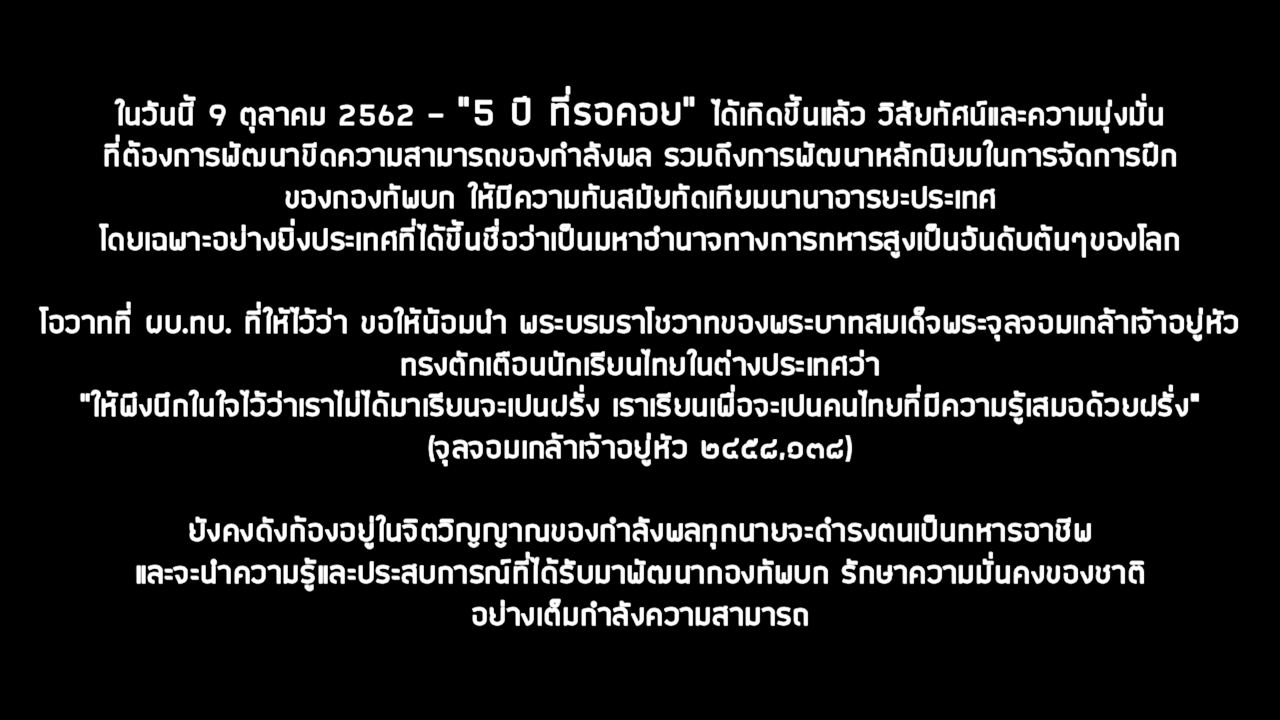 ในวันนี้ 9 ตุลาคม 2562 – "5 ปี ที่รอคอย" ได้เกิดขึ้นแล้ว วิสัยทัศน์และความมุ่งมั่น
ที่ต้องการพัฒนาขีดความสามารถของกำลังพล รวมถึงการพัฒนาหลักนิยมในการจัดการฝึก
ของกองทัพบก ให้มีความทันสมัยทัดเทียมนานาอารยะประเทศ
โดยเฉพาะอย่างยิ่งประเทศที่ได้ขึ้นชื่อว่าเป็นมหาอำนาจทางการทหารสูงเป็นอันดับต้นๆของโลก
โอวาทที่ ผบ.ทบ. ที่ให้ไว้ว่า ขอให้น้อมนำ พระบรมราโชวาทของพระบาทสมเด็จพระจุลจอมเกล้าเจ้าอยู่หัว
ทรงตักเตือนนักเรียนไทยในต่างประเทศว่า
"ให้พึงนึกในใจไว้ว่าเราไม่ได้มาเรียนจะเปนฝรั่ง เราเรียนเพื่อจะเปนคนไทยที่มีความรู้เสมอด้วยฝรั่ง"
(จุลจอมเกล้าเจ้าอยู่หัว ๒๔๕๘,๑๓๘)
ยังคงดังก้องอยู่ในจิตวิญญาณของกำลังพลทุกนายจะดำรงตนเป็นทหารอาชีพ
และจะนำความรู้และประสบการณ์ที่ได้รับมาพัฒนากองทัพบก รักษาความมั่นคงของชาติ
อย่างเต็มกำลังความสามารถ